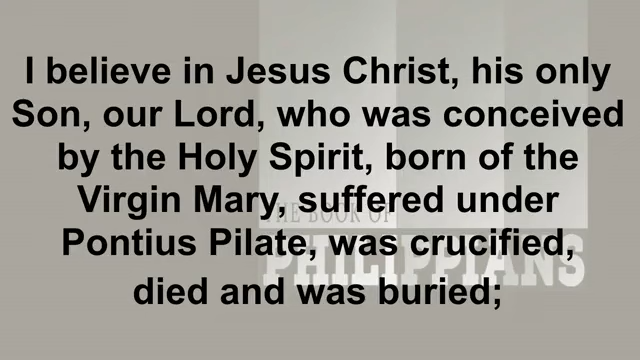 I believe in Jesus Christ, his only
Son, our Lord, who was conceived
by the Holy Spirit, born of the
Virgin Mary, suffered under
THE BOOK OF
Pontius Pilate, was crucified,
PHILIPPIANS
died and was buried;